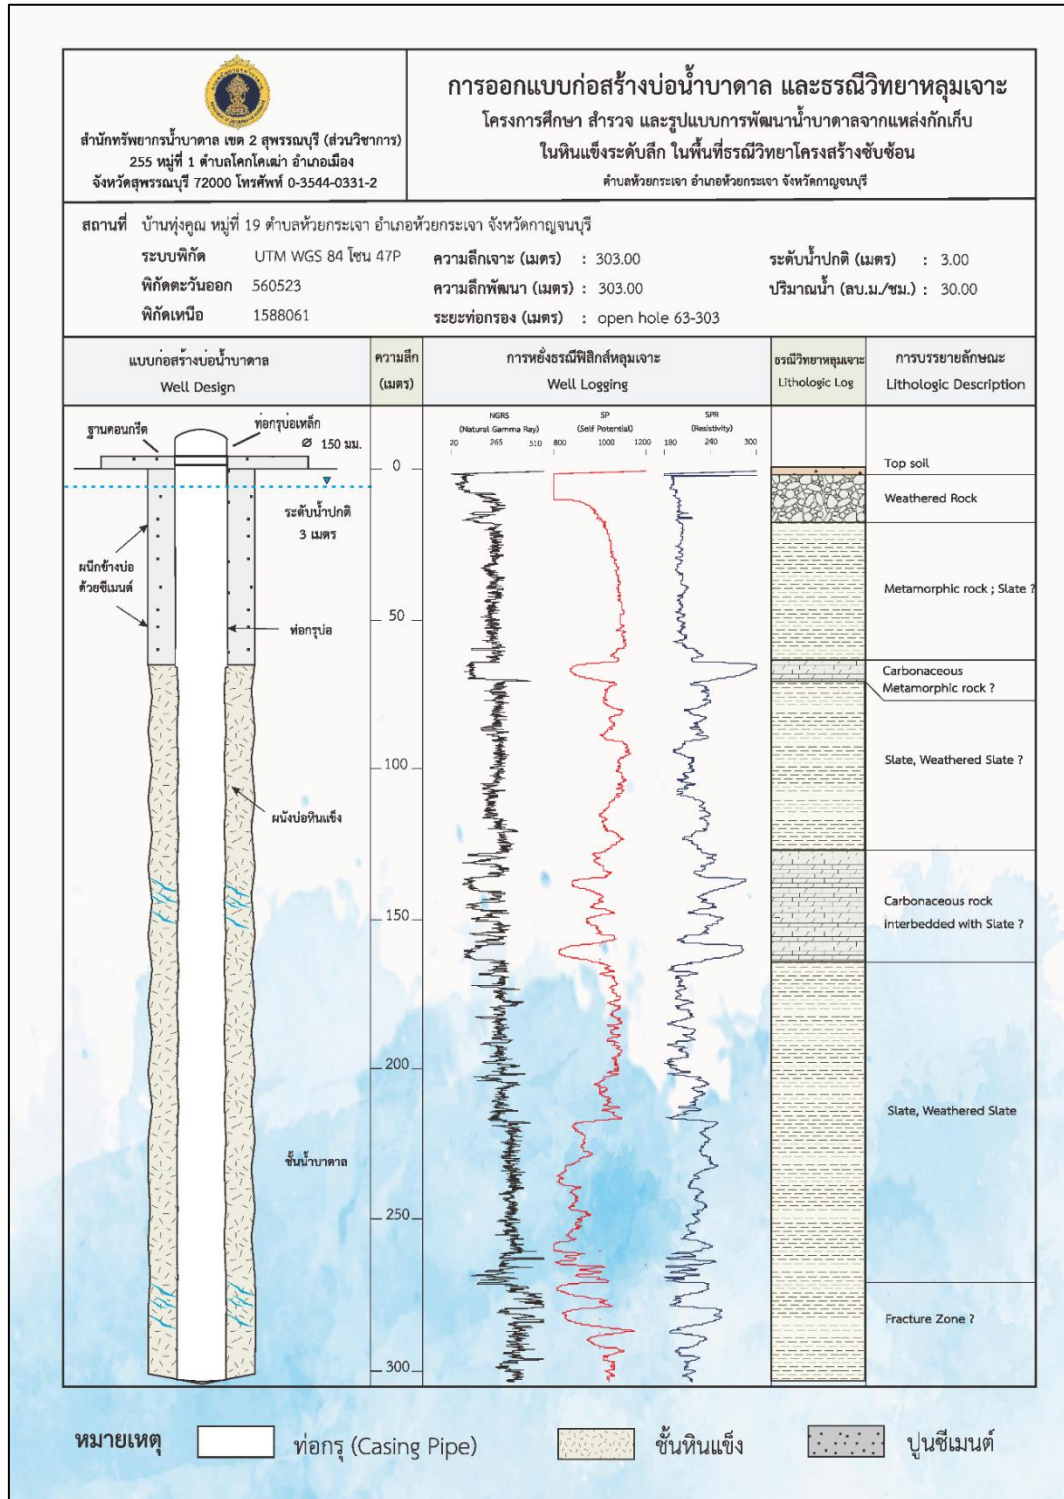 สำนักทรัพยากรน้ำบาดาล เขต 2 สุพรรณบุรี (ส่วนวิชาการ)
255 หมู่ที่ 1 ตำบลโคกโคเฒ่า อำเภอเมือง
จังหวัดสุพรรณบุรี 72000 โทรศัพท์ 0-3544-0331-2
การออกแบบก่อสร้างบ่อน้ำบาดาล และธรณีวิทยาหลุมเจาะ
โครงการศึกษา สำรวจ และรูปแบบการพัฒนาน้ำบาดาลจากแหล่งกักเก็บ
ในหินแข็งระดับลึก ในพื้นที่ธรณีวิทยาโครงสร้างซับซ้อน
ตำบลห้วยกระเจา อำเภอห้วยกระเจา จังหวัดกาญจนบุรี
สถานที่ บ้านทุ่งคูณ หมู่ที่ 19 ตำบลห้วยกระเจา อำเภอห้วยกระเจา จังหวัดกาญจนบุรี
ระบบพิกัด UTM WGS 84 โซน 47P ความลึกเจาะ (เมตร) : 303.00 ระดับน้ำปกติ (เมตร) : 3.00
พิกัดตะวันออก 560523 ความลึกพัฒนา (เมตร) : 303.00 ปริมาณน้ำ (ลบ.ม./ชม.) : 30.00
พิกัดเหนือ 1588061 ระยะท่อกรอง (เมตร) : open hole 63-303
แบบก่อสร้างบ่อน้ำบาดาล
Well Design
ความลึก
(เมตร)
การหยั่งธรณีฟิสิกส์หลุมเจาะ
Well Logging
ธรณีวิทยาหลุมเจาะ
Lithologic Log
การบรรยายลักษณะ
Lithologic Description
ฐานคอนกรีต
ท่อกรุบ่อเหล็ก
Ø 150 มม.
ระดับน้ำปกติ
3 เมตร
ผนึกข้างบ่อ
ด้วยซีเมนต์
ท่อกรุบ่อ
ผนังบ่อหินแข็ง
ชั้นน้ำบาดาล
0
50
100
150
200
250
300
NGRS
(Natural Gamma Ray)
20 265 510
SP
(Self Potential)
800 1000 1200
SPR
(Resistivity)
180 240 300
Top soil
Weathered Rock
Metamorphic rock ; Slate ?
Carbonaceous
Metamorphic rock ?
Slate, Weathered Slate ?
Carbonaceous rock
interbedded with Slate ?
Slate, Weathered Slate
Fracture Zone ?
หมายเหตุ ท่อกรุ (Casing Pipe) ชั้นหินแข็ง ปูนซีเมนต์